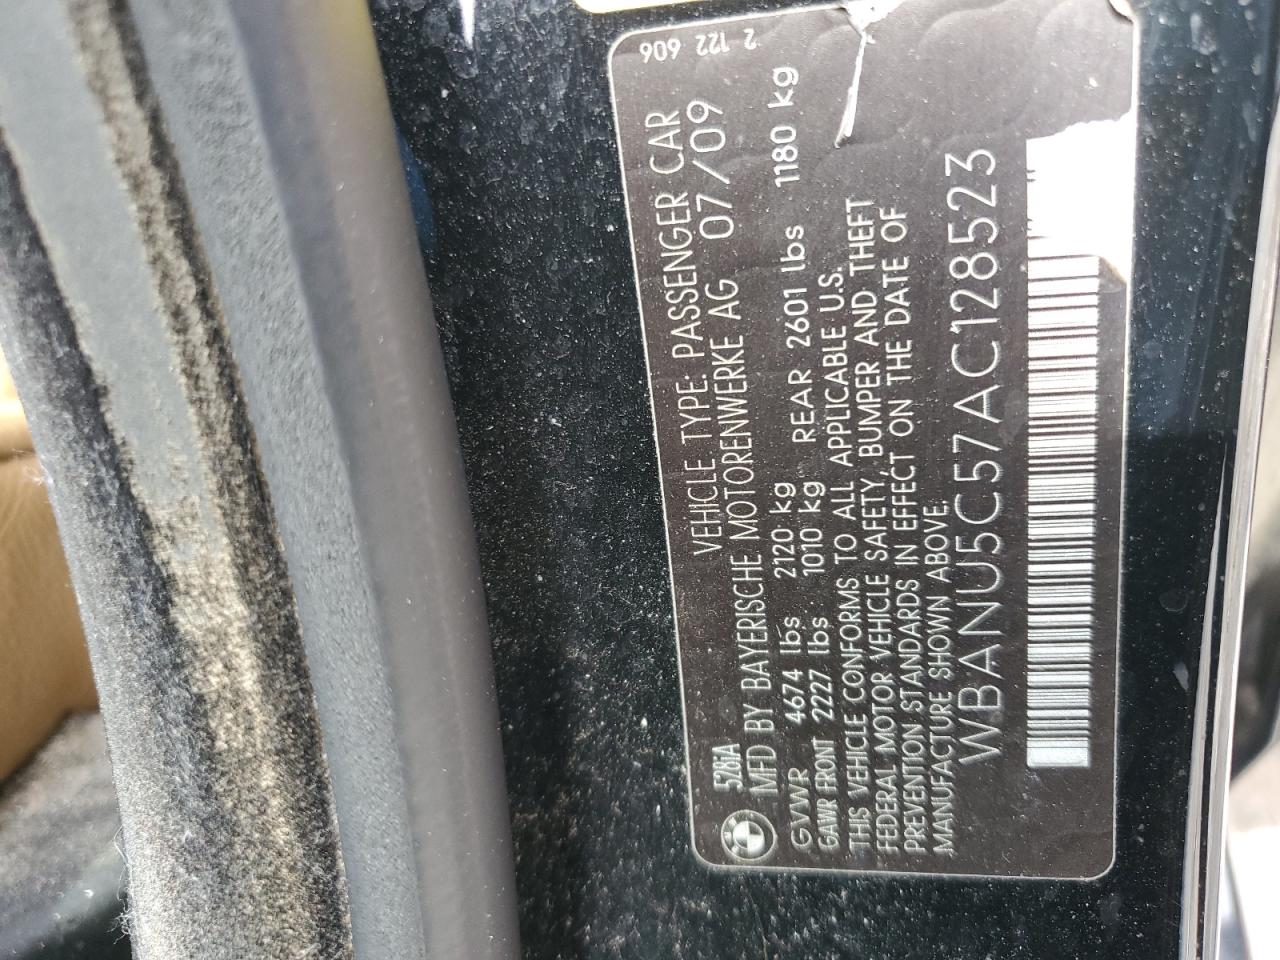 2 122 606
528iA VEHICLE TYPE: PASSENGER CAR
MFD BY BAYERISCHE MOTORENWERKE AG 07/09
GVWR 4674 lbs 2120 kg
GAWR FRONT 2227 lbs 1010 kg REAR 2601 lbs 1180 kg
THIS VEHICLE CONFORMS TO ALL APPLICABLE U.S.
FEDERAL MOTOR VEHICLE SAFETY, BUMPER AND THEFT
PREVENTION STANDARDS IN EFFECT ON THE DATE OF
MANUFACTURE SHOWN ABOVE.
WBANU5C57AC128523